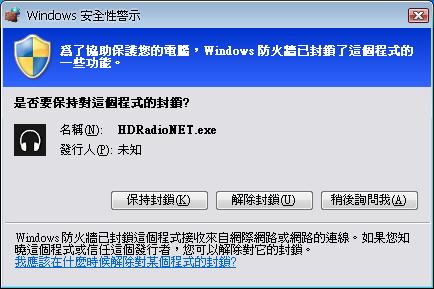 Windows 安全性警示
為了協助保護您的電腦，Windows 防火牆已封鎖了這個程式的
一些功能。
是否要保持對這個程式的封鎖?
名稱(N): HDRadioNET.exe
發行人(P): 未知
保持封鎖(K) 解除封鎖(U) 稍後詢問我(A)
Windows 防火牆已封鎖這個程式接收來自網際網路或網路的連線。如果您知
曉這個程式或信任這個發行者，您可以解除對它的封鎖。
我應該在什麼時候解除對某個程式的封鎖?